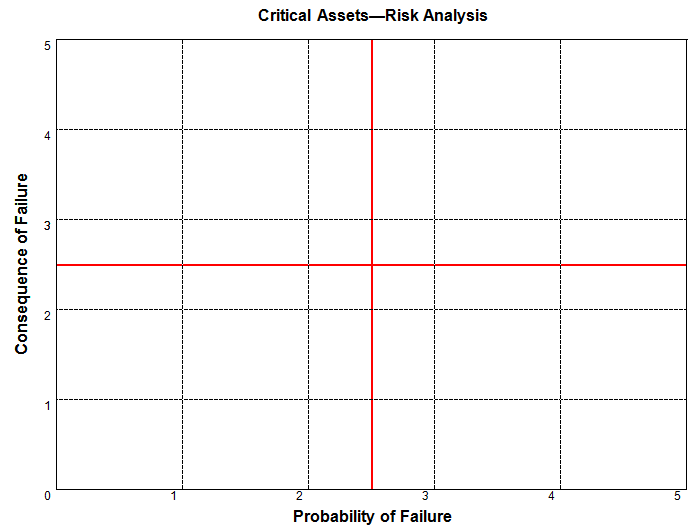 Critical Assets—Risk Analysis
5
4
3
2
1
0 1 2 3 4 5
Consequence of Failure
Probability of Failure